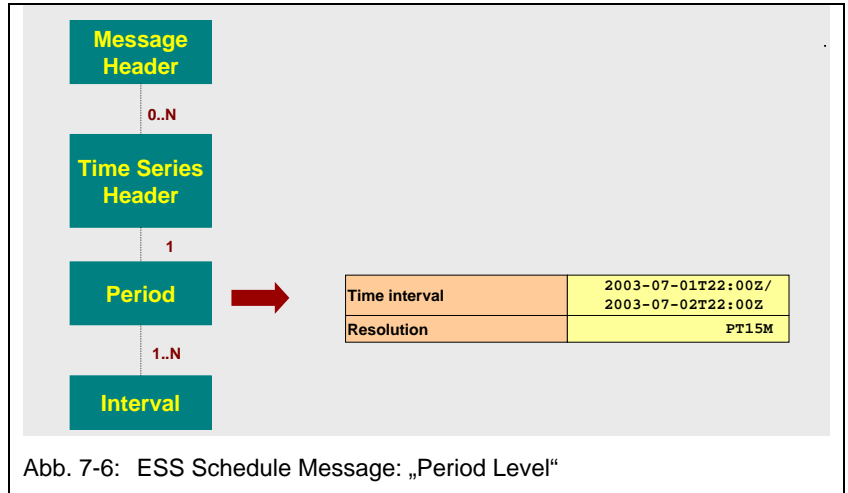 Message
Header
0..N
Time Series
Header
1
Period
Time interval
2003-07-01T22:00Z/
2003-07-02T22:00Z
Resolution
PT15M
1..N
Interval
Abb. 7-6: ESS Schedule Message: „Period Level“